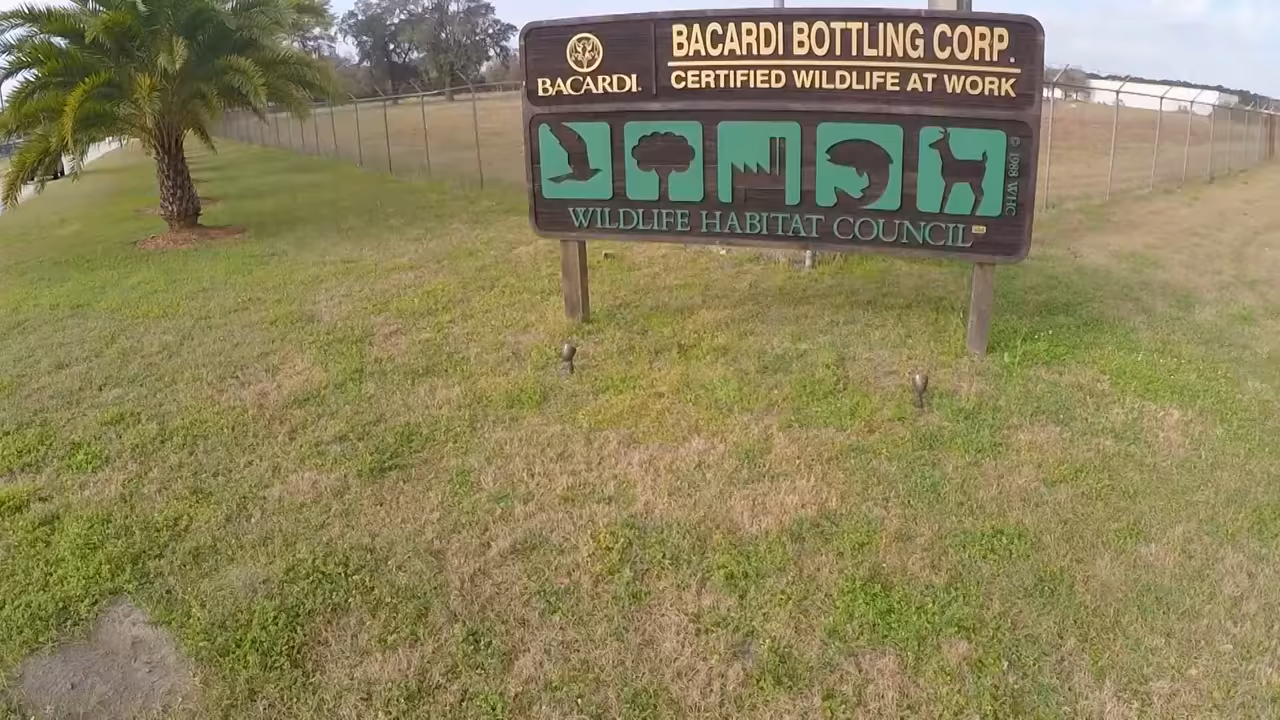 BACARDI BOTTLING CORP.
BACARDI.
CERTIFIED WILDLIFE AT WORK
© 1988 WHC
WILDLIFE HABITAT COUNCIL